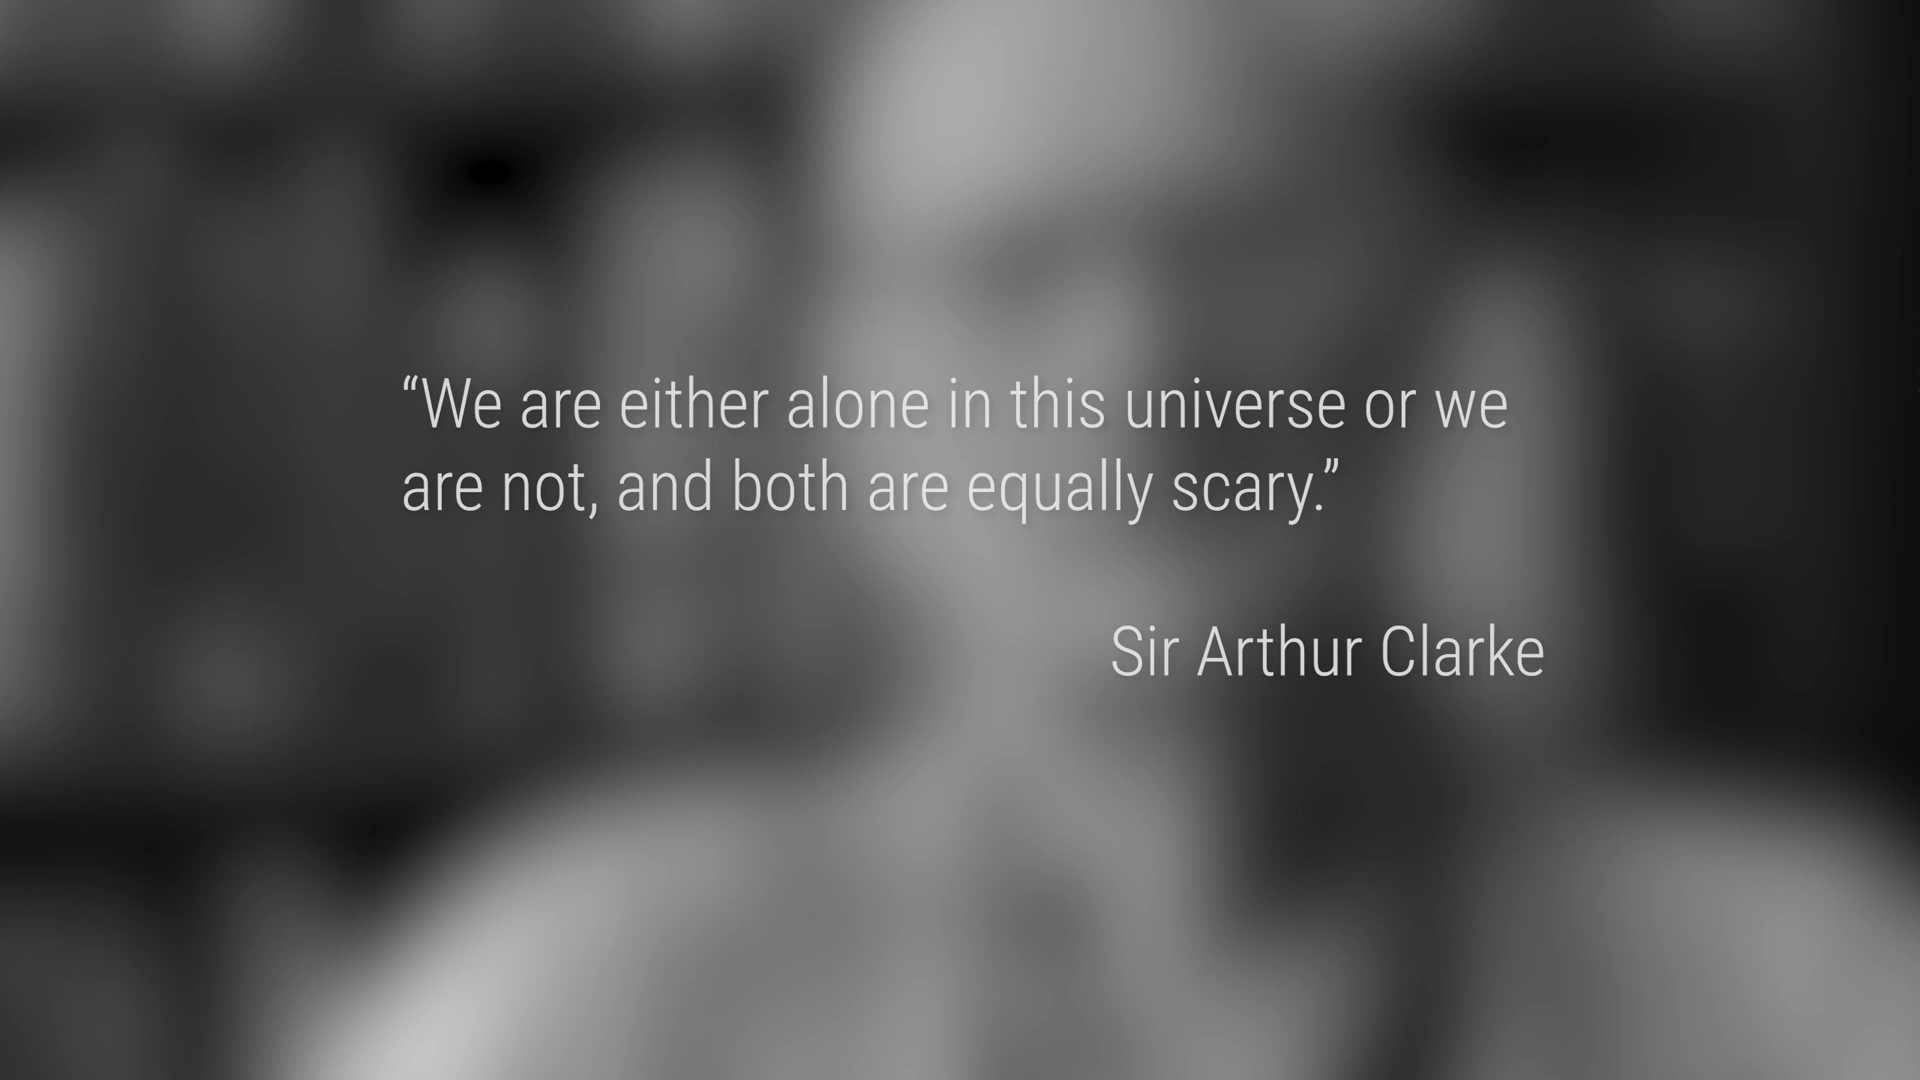 “We are either alone in this universe or we
are not, and both are equally scary.”
Sir Arthur Clarke